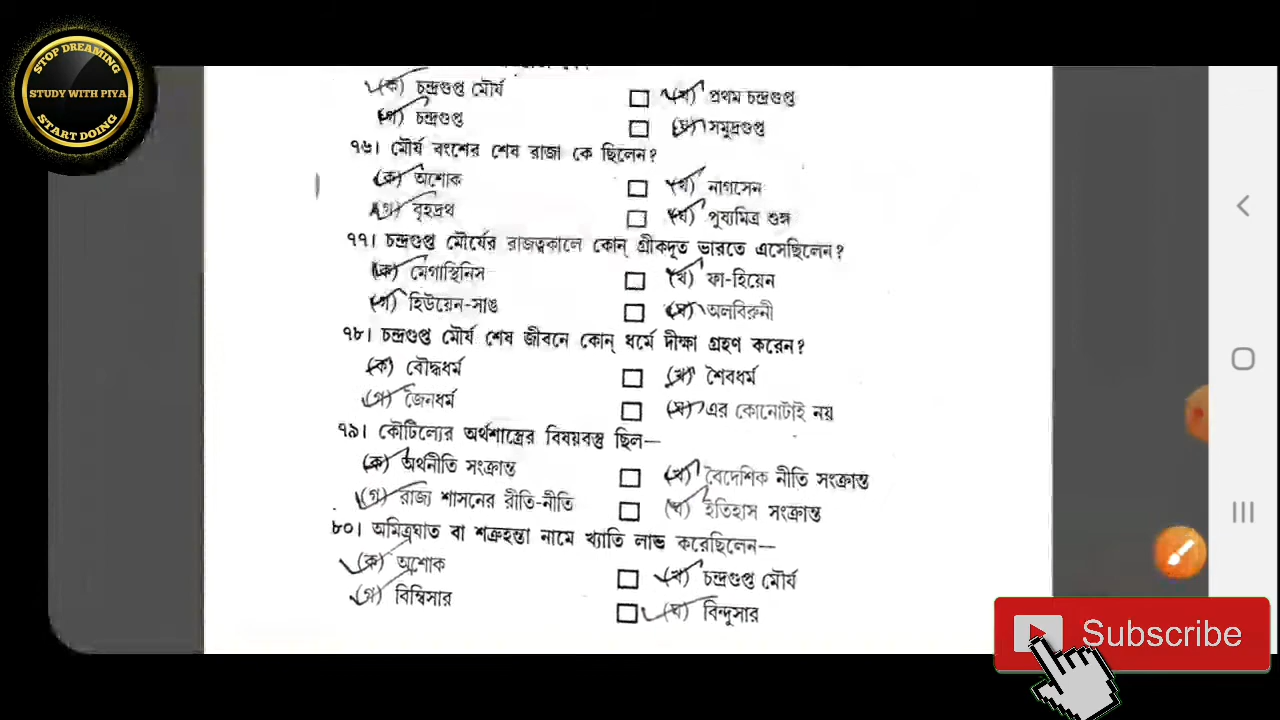 STOP DREAMING
STUDY WITH PIYA
START DOING
(ক) চন্দ্রগুপ্ত মৌর্য (খ) প্রথম চন্দ্রগুপ্ত
(গ) চন্দ্রগুপ্ত (ঘ) সমুদ্রগুপ্ত
৭৬। মৌর্য বংশের শেষ রাজা কে ছিলেন?
(ক) অশোক (খ) নাগসেন
(গ) বৃহদ্রথ (ঘ) পুষ্যমিত্র শুঙ্গ
৭৭। চন্দ্রগুপ্ত মৌর্যের রাজত্বকালে কোন্ গ্রীকদূত ভারতে এসেছিলেন?
(ক) মেগাস্থিনিস (খ) ফা-হিয়েন
(গ) হিউয়েন-সাঙ (ঘ) অলবিরুনী
৭৮। চন্দ্রগুপ্ত মৌর্য শেষ জীবনে কোন্ ধর্মে দীক্ষা গ্রহণ করেন?
(ক) বৌদ্ধধর্ম (খ) শৈবধর্ম
(গ) জৈনধর্ম (ঘ) এর কোনোটাই নয়
৭৯। কৌটিল্যের অর্থশাস্ত্রের বিষয়বস্তু ছিল—
(ক) অর্থনীতি সংক্রান্ত (খ) বৈদেশিক নীতি সংক্রান্ত
(গ) রাজ্য শাসনের রীতি-নীতি (ঘ) ইতিহাস সংক্রান্ত
৮০। অমিত্রঘাত বা শত্রুহন্তা নামে খ্যাতি লাভ করেছিলেন—
(ক) অশোক (খ) চন্দ্রগুপ্ত মৌর্য
(গ) বিম্বিসার (ঘ) বিন্দুসার
Subscribe